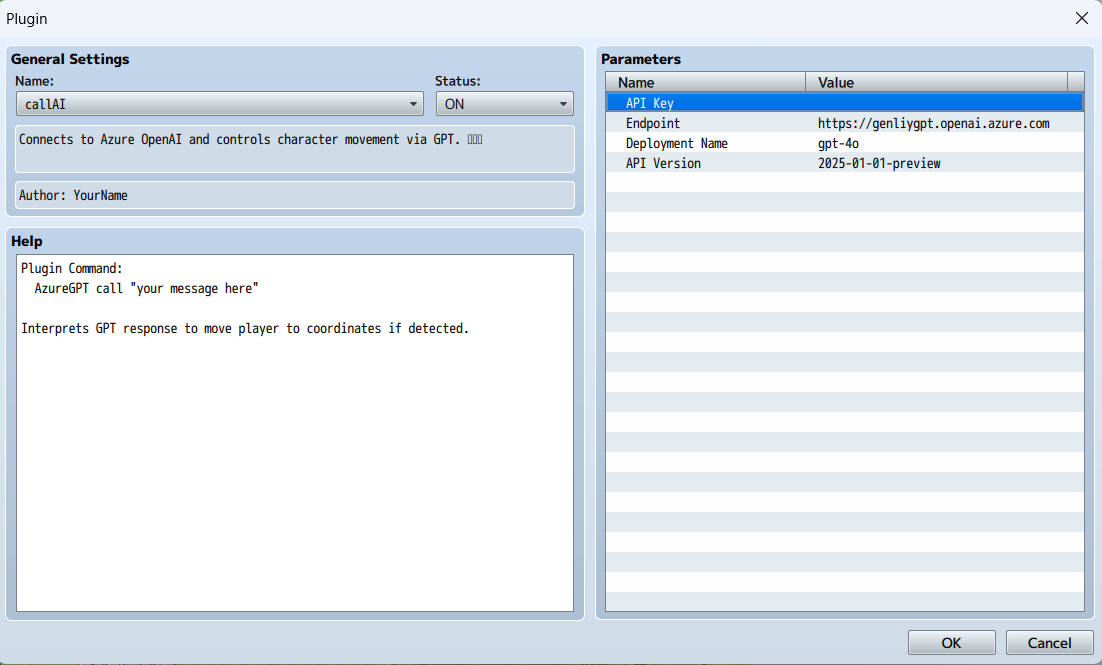 Plugin
General Settings
Name:
Status:
callAI
ON
Connects to Azure OpenAI and controls character movement via GPT.
Author: YourName
Help
Plugin Command:
AzureGPT call "your message here"
Interprets GPT response to move player to coordinates if detected.
Parameters
Name Value
API Key
Endpoint https://genliygpt.openai.azure.com
Deployment Name gpt-4o
API Version 2025-01-01-preview
OK
Cancel